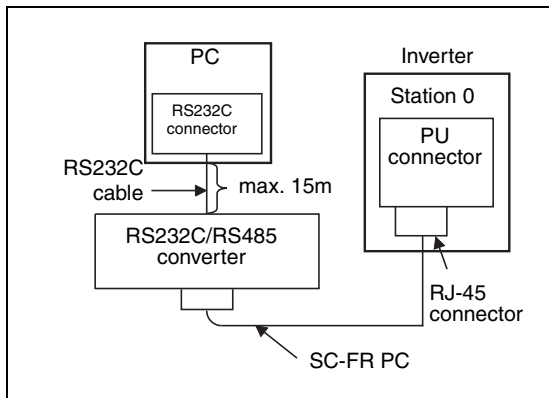 PC
RS232C
connector
RS232C
cable
max. 15m
RS232C/RS485
converter
Inverter
Station 0
PU
connector
RJ-45
connector
SC-FR PC